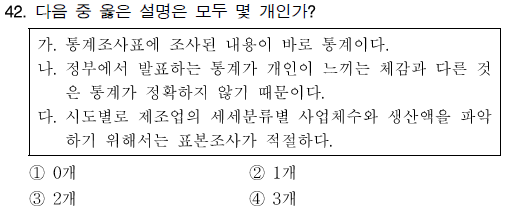 42. 다음 중 옳은 설명은 모두 몇 개인가?
가. 통계조사표에 조사된 내용이 바로 통계이다.
나. 정부에서 발표하는 통계가 개인이 느끼는 체감과 다른 것
은 통계가 정확하지 않기 때문이다.
다. 시도별로 제조업의 세세분류별 사업체수와 생산액을 파악
하기 위해서는 표본조사가 적절하다.
① 0개 ② 1개
③ 2개 ④ 3개